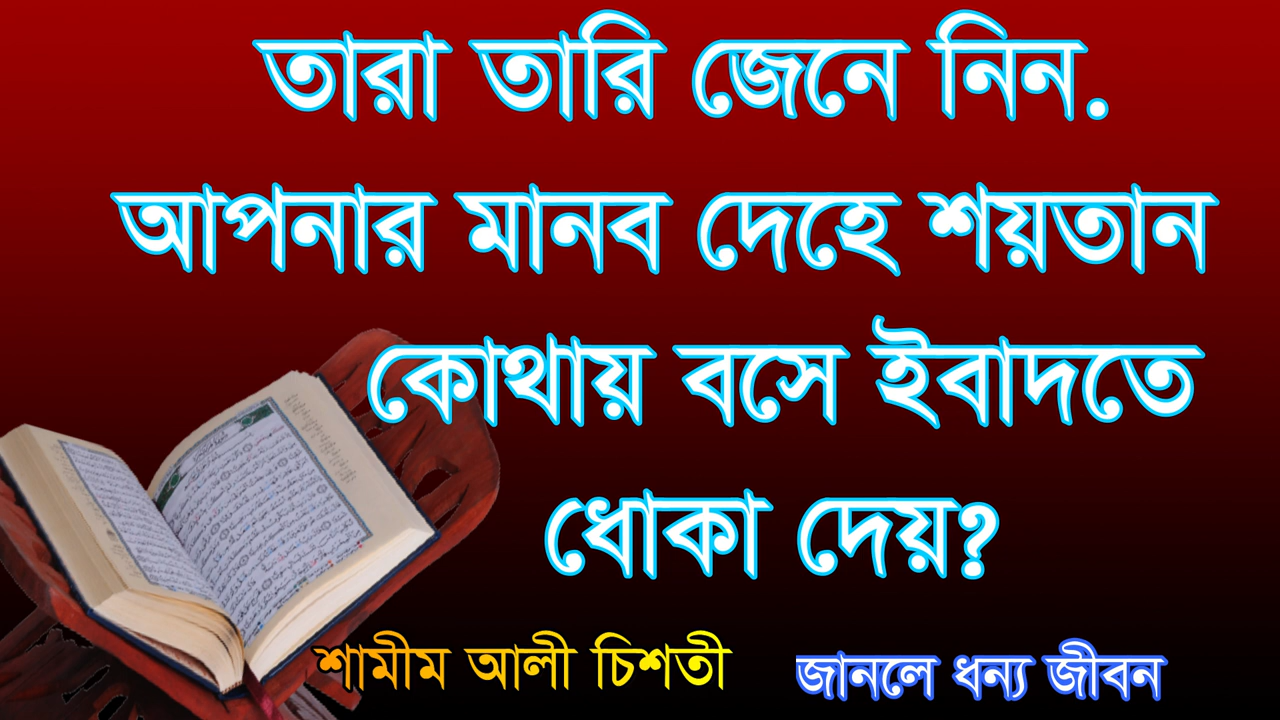 তারা তারি জেনে নিন.
আপনার মানব দেহে শয়তান
কোথায় বসে ইবাদতে
ধোকা দেয়?
শামীম আলী চিশতী
জানলে ধন্য জীবন